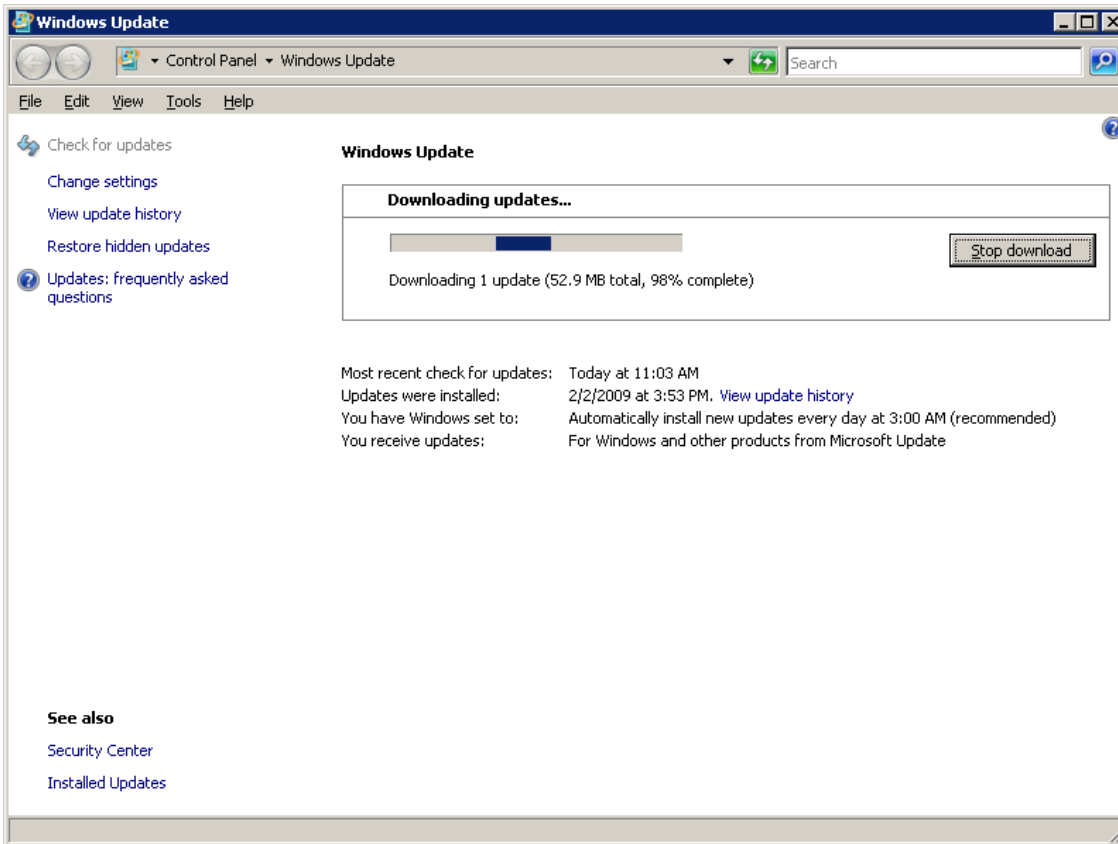 Windows Update
Control Panel Windows Update
Search
File Edit View Tools Help
Check for updates
Change settings
View update history
Restore hidden updates
Updates: frequently asked
questions
Windows Update
Downloading updates...
Stop download
Downloading 1 update (52.9 MB total, 98% complete)
Most recent check for updates: Today at 11:03 AM
Updates were installed: 2/2/2009 at 3:53 PM. View update history
You have Windows set to: Automatically install new updates every day at 3:00 AM (recommended)
You receive updates: For Windows and other products from Microsoft Update
See also
Security Center
Installed Updates